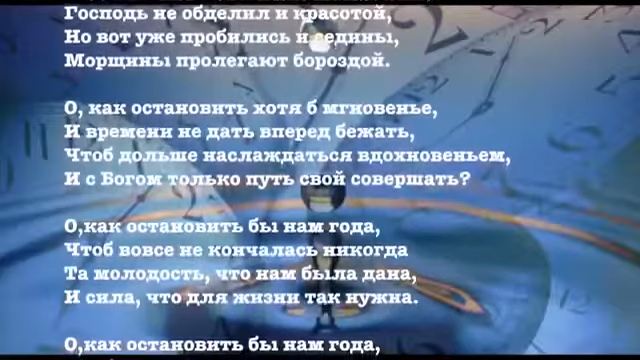 Господь не обделил и красотой,
Но вот уже пробились и седины,
Морщины пролегают бороздой.
О, как остановить хотя б мгновенье,
И времени не дать вперед бежать,
Чтоб дольше наслаждаться вдохновеньем,
И с Богом только путь свой совершать?
О,как остановить бы нам года,
Чтоб вовсе не кончалась никогда
Та молодость, что нам была дана,
И сила, что для жизни так нужна.
О,как остановить бы нам года,